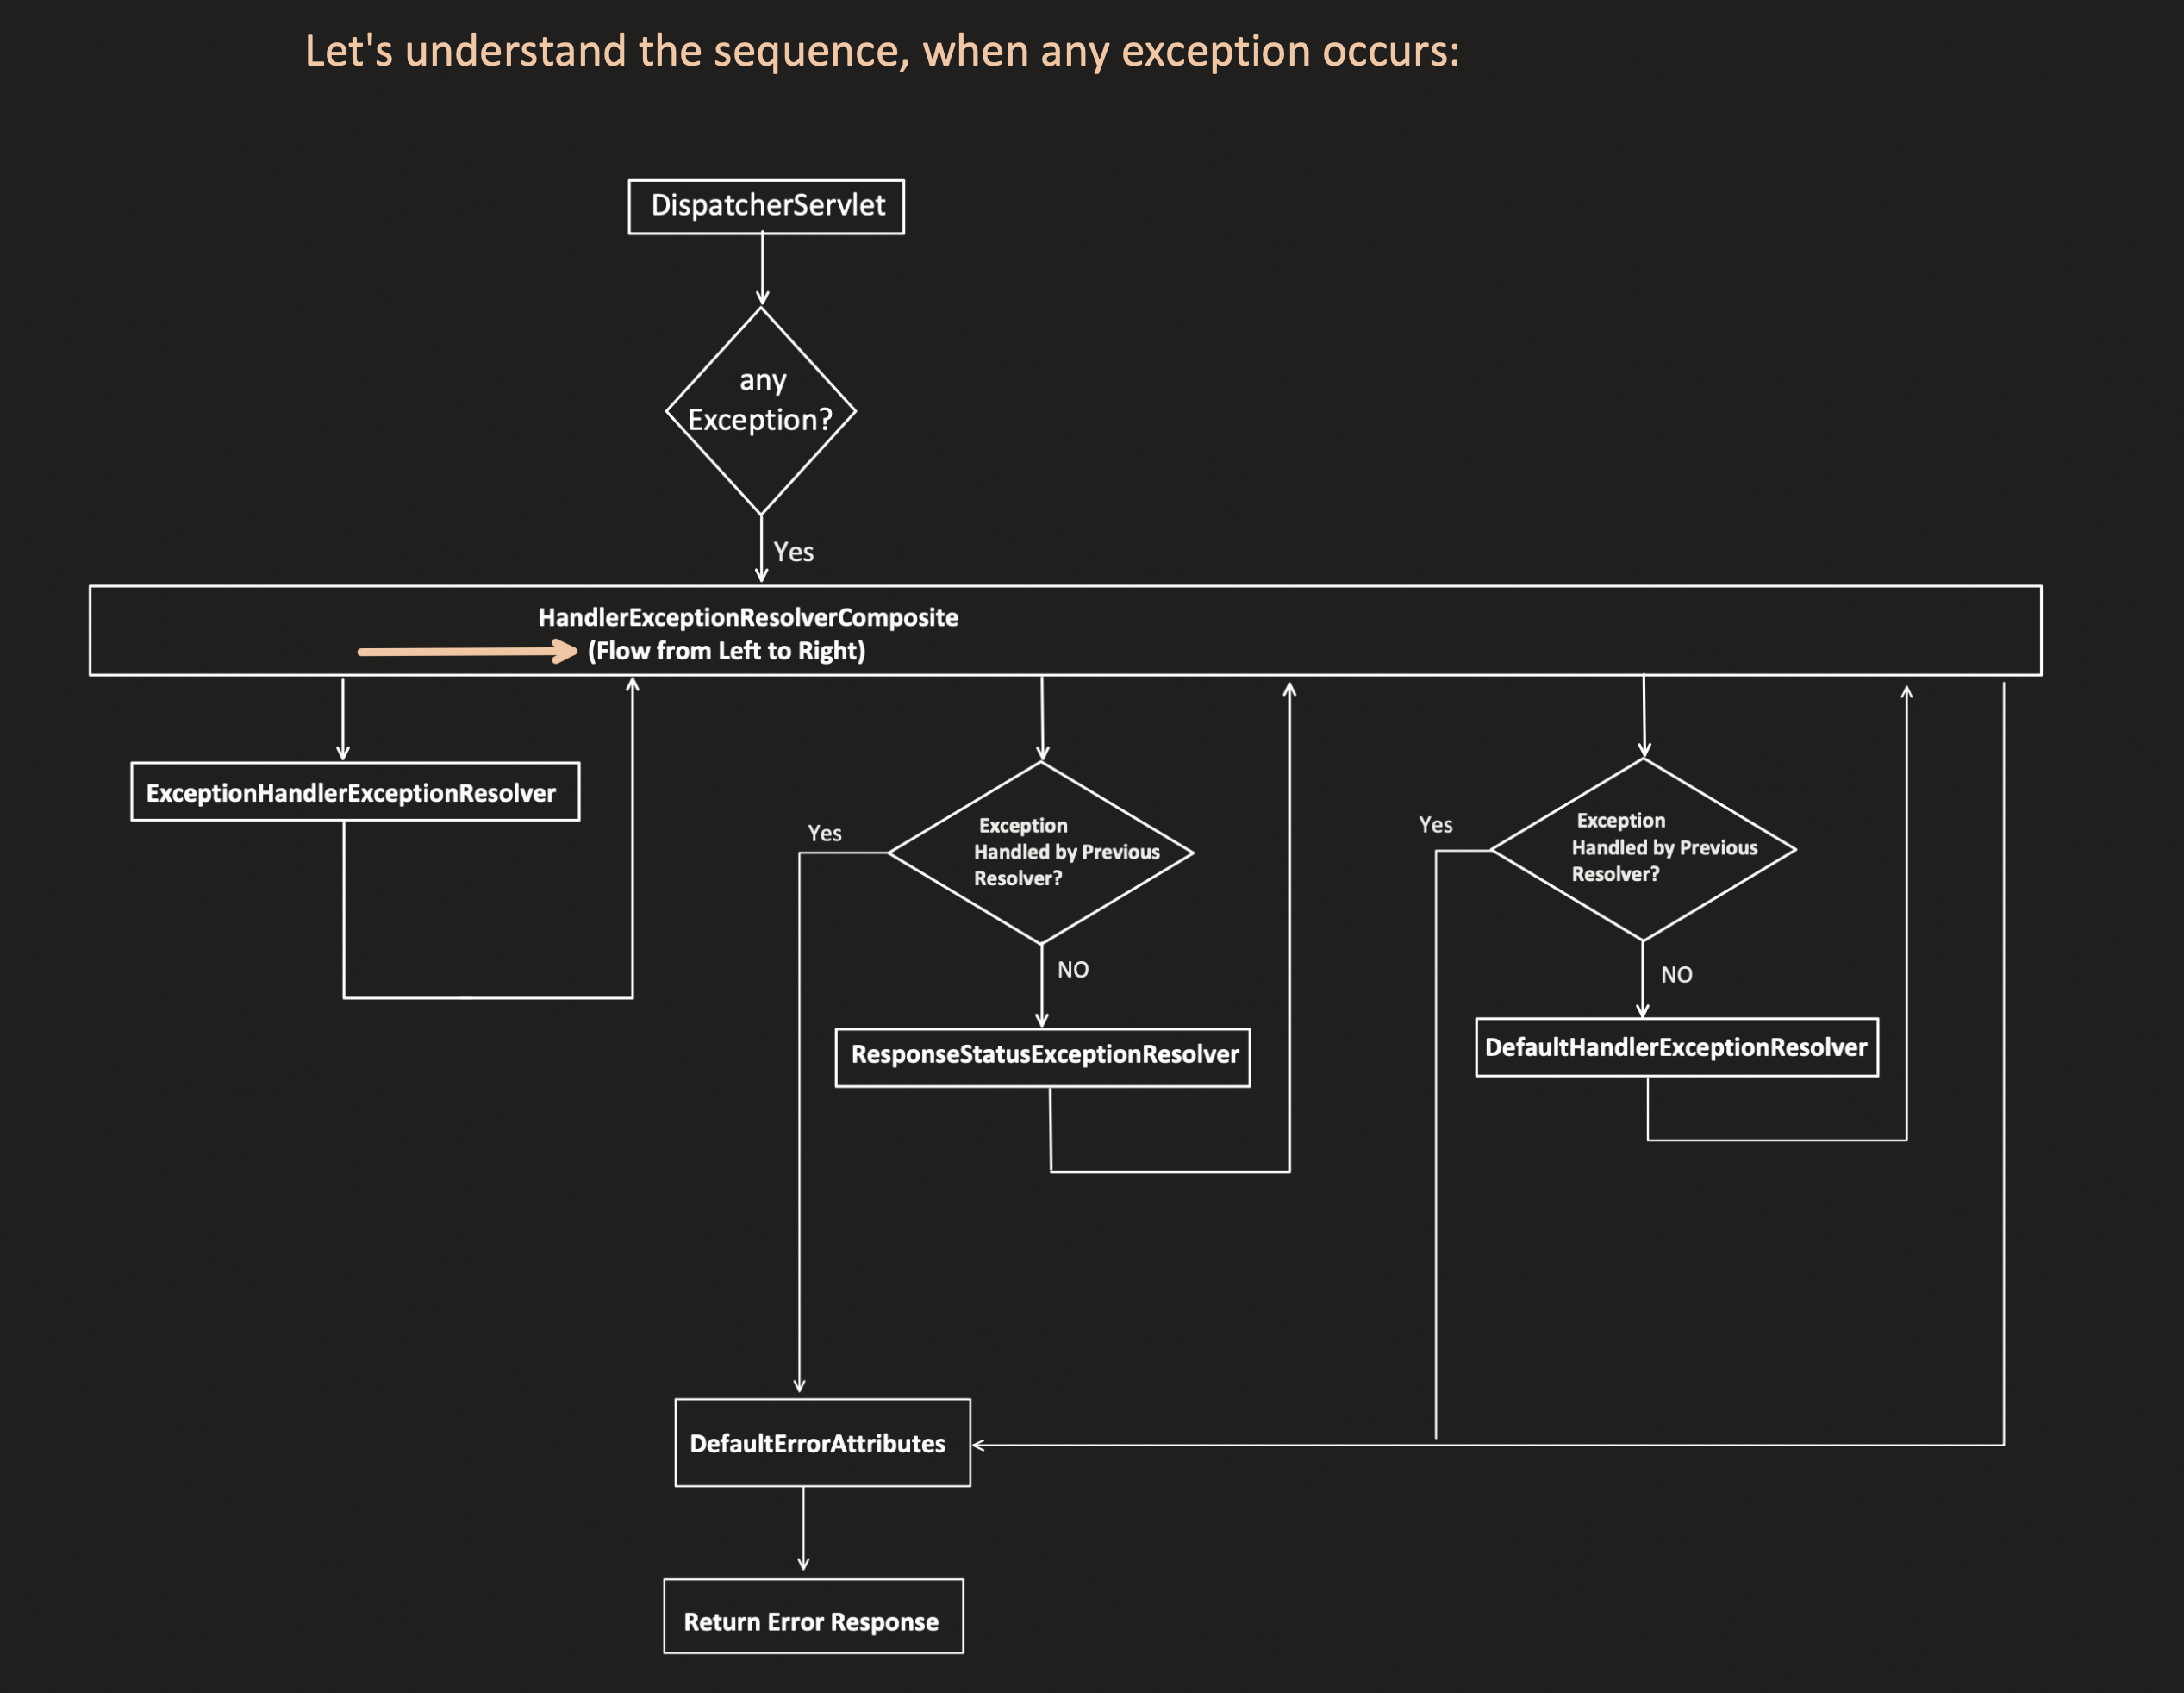 Let's understand the sequence, when any exception occurs:
DispatcherServlet
any
Exception?
Yes
HandlerExceptionResolverComposite
(Flow from Left to Right)
ExceptionHandlerExceptionResolver
Yes
Exception
Handled by Previous
Resolver?
NO
ResponseStatusExceptionResolver
Yes
Exception
Handled by Previous
Resolver?
NO
DefaultHandlerExceptionResolver
DefaultErrorAttributes
Return Error Response